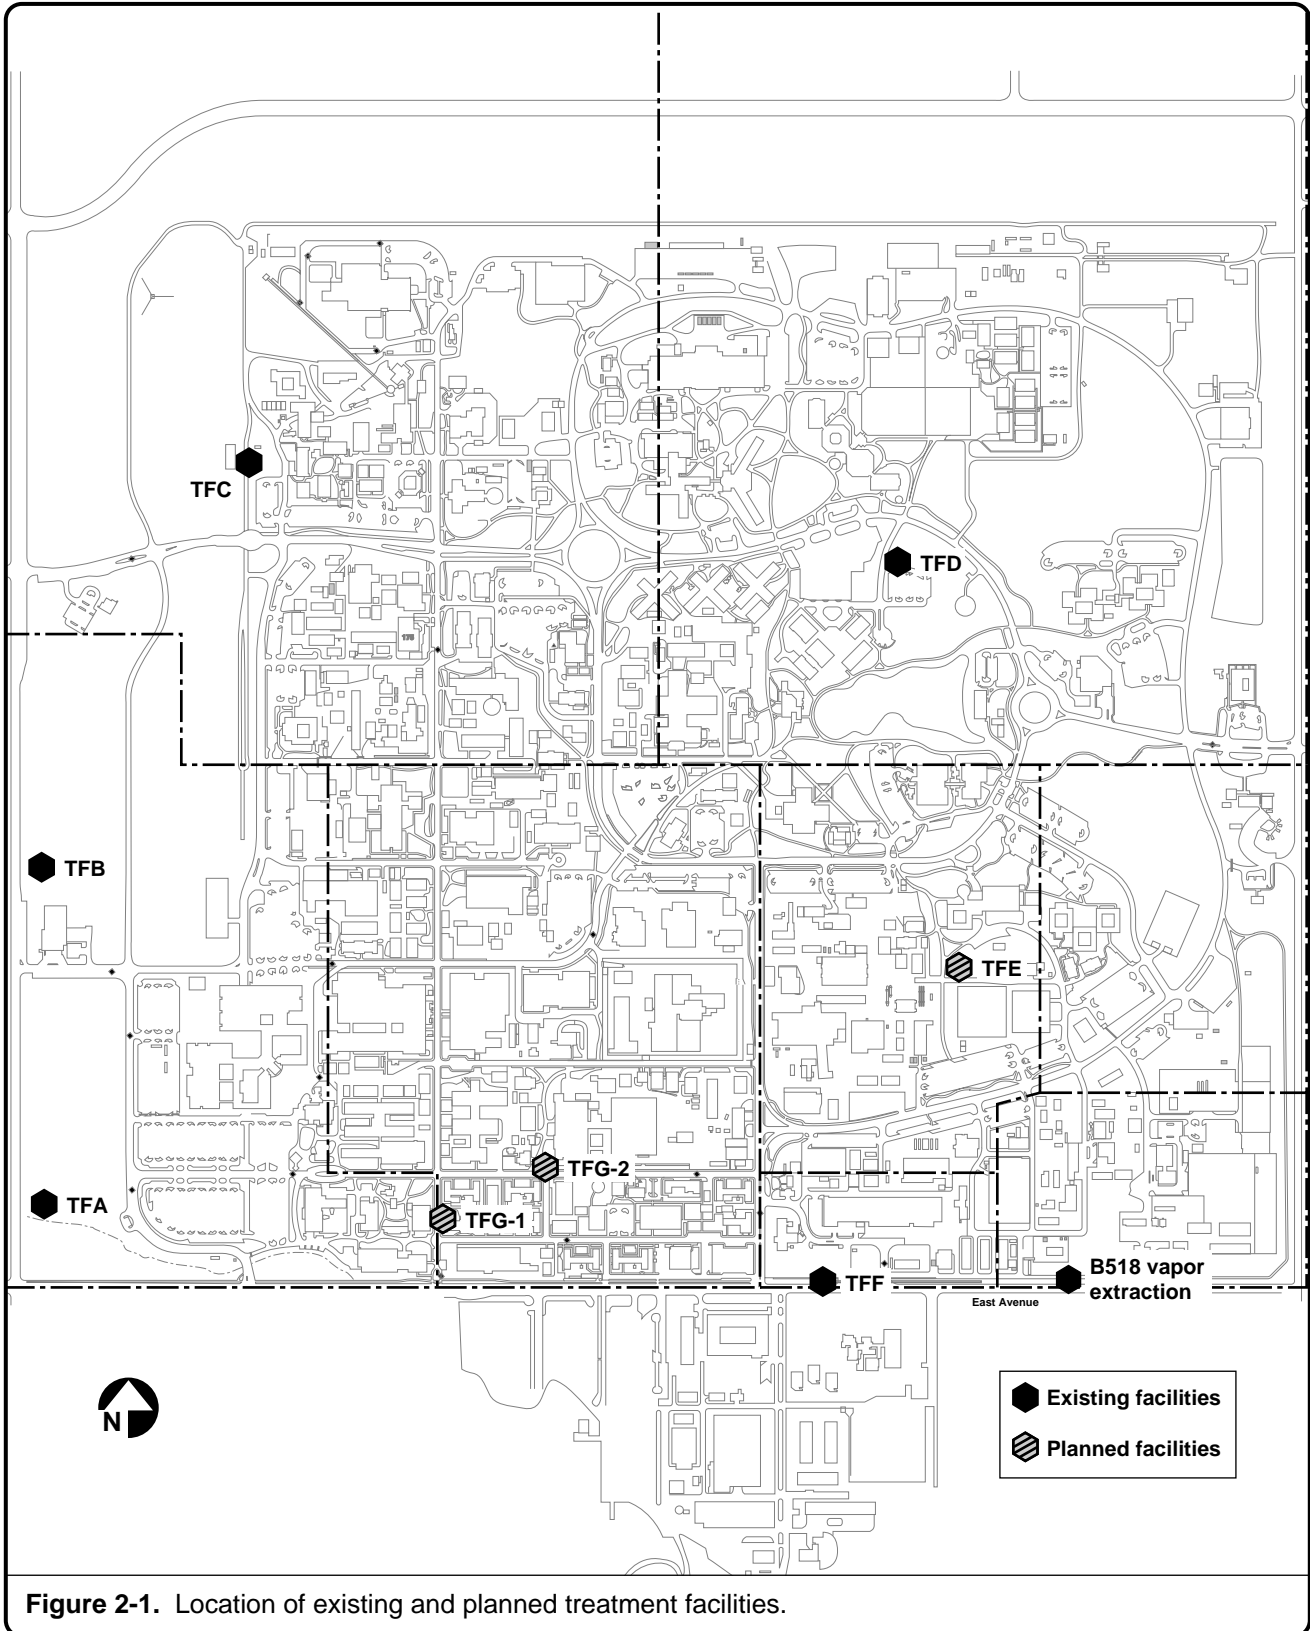 TFC
TFD
175
TFB
TFE
TFG-2
TFA
TFG-1
B518 vapor
extraction
TFF
East Avenue
N
Existing facilities
Planned facilities
Figure 2-1. Location of existing and planned treatment facilities.